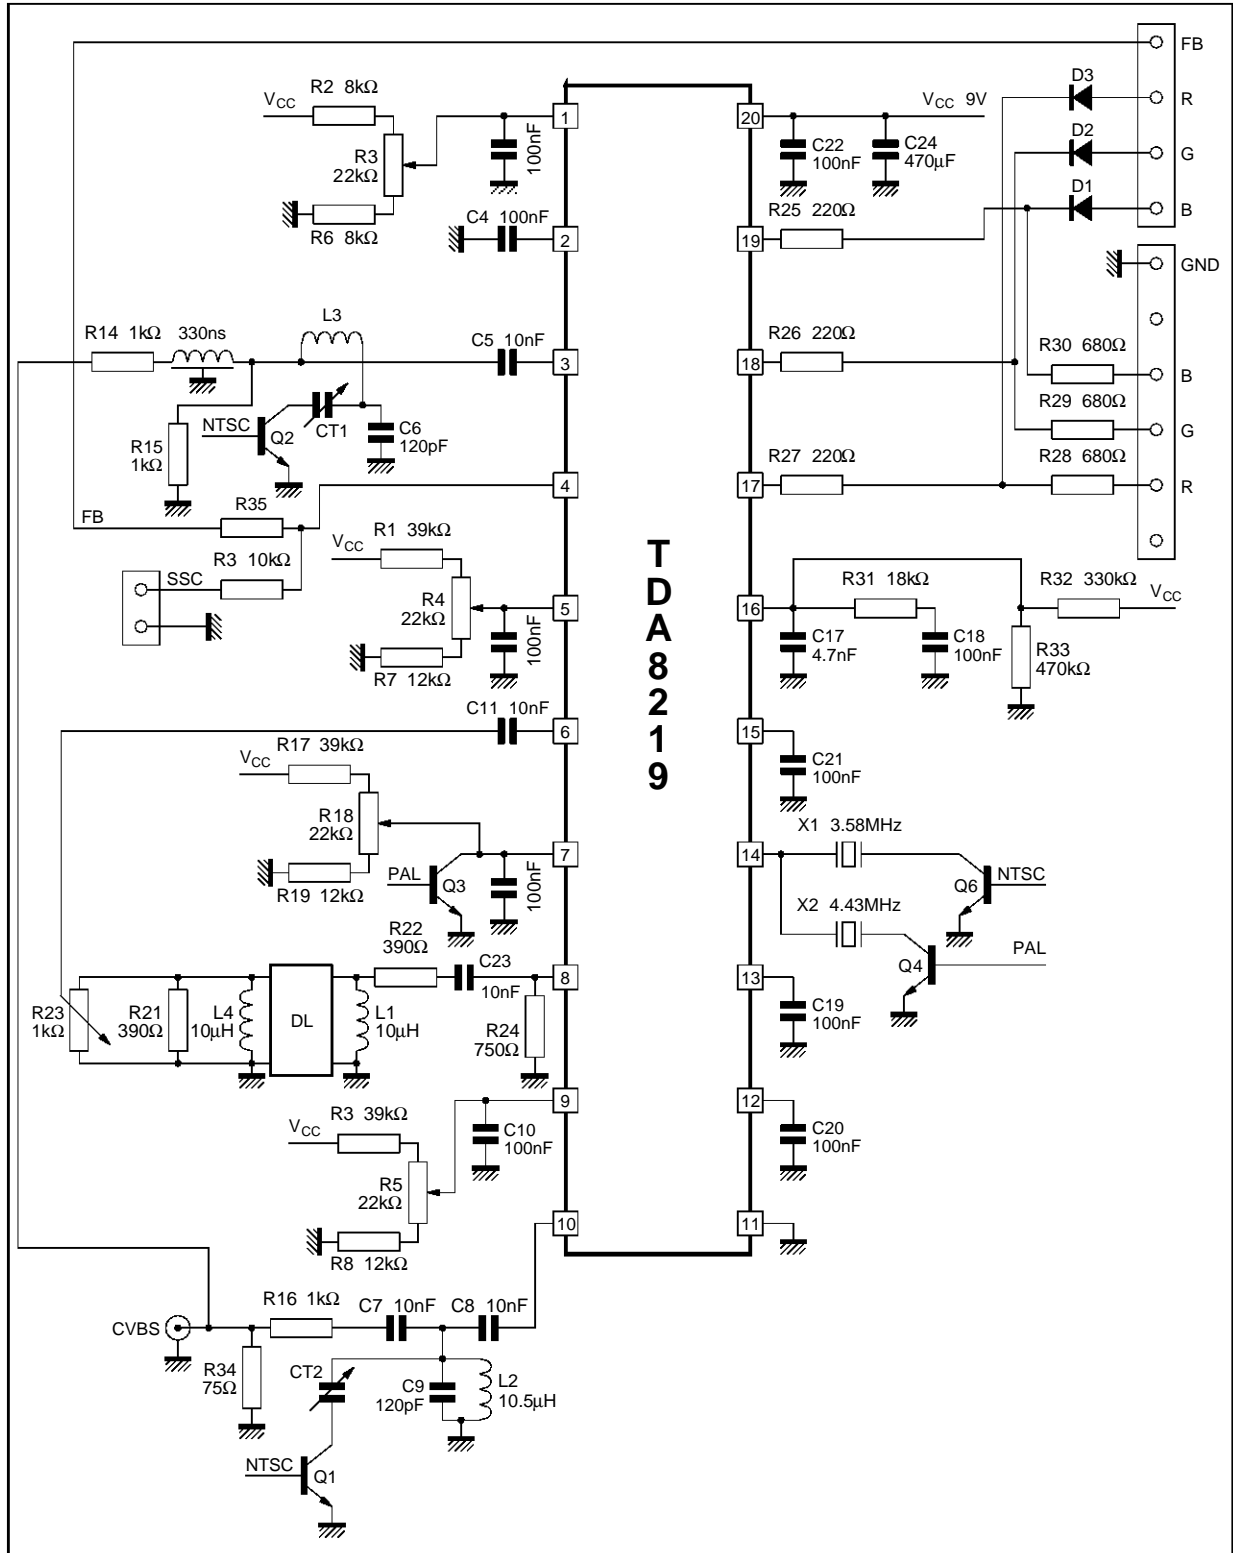 FB
D3
R
D2
G
D1
B
GND
R2 8kΩ
VCC
R3
22kΩ
R6 8kΩ
100nF
1
C4 100nF
2
20
VCC 9V
C22
100nF
C24
470µF
R25 220Ω
19
R14 1kΩ
330ns
L3
C5 10nF
3
NTSC
Q2
CT1
C6
120pF
R15
1kΩ
R26 220Ω
18
R30 680Ω
B
R29 680Ω
G
R27 220Ω
17
R28 680Ω
R
4
FB
R35
R3 10kΩ
SSC
VCC
R1 39kΩ
R4
22kΩ
R7 12kΩ
100nF
5
TDA8219
16
R31 18kΩ
R32 330kΩ
VCC
C17
4.7nF
C18
100nF
R33
470kΩ
C11 10nF
6
15
C21
100nF
R17 39kΩ
VCC
R18
22kΩ
R19 12kΩ
PAL
Q3
100nF
7
14
X1 3.58MHz
NTSC
Q6
X2 4.43MHz
Q4
PAL
R22
390Ω
C23
10nF
8
13
C19
100nF
R23
1kΩ
R21
390Ω
L4
10µH
DL
L1
10µH
R24
750Ω
9
12
C20
100nF
R3 39kΩ
VCC
R5
22kΩ
R8 12kΩ
C10
100nF
10
11
R16 1kΩ
C7 10nF
C8 10nF
CVBS
R34
75Ω
CT2
C9
120pF
L2
10.5µH
NTSC
Q1